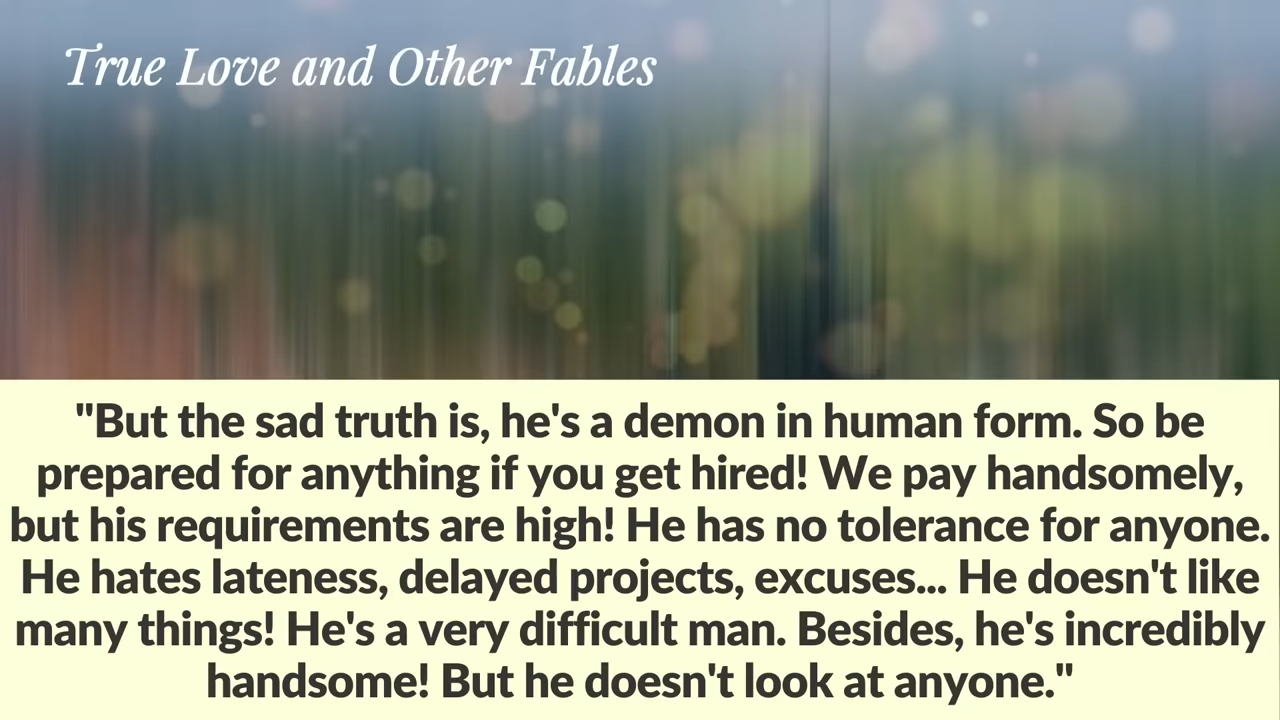 True Love and Other Fables
"But the sad truth is, he's a demon in human form. So be
prepared for anything if you get hired! We pay handsomely,
but his requirements are high! He has no tolerance for anyone.
He hates lateness, delayed projects, excuses... He doesn't like
many things! He's a very difficult man. Besides, he's incredibly
handsome! But he doesn't look at anyone."